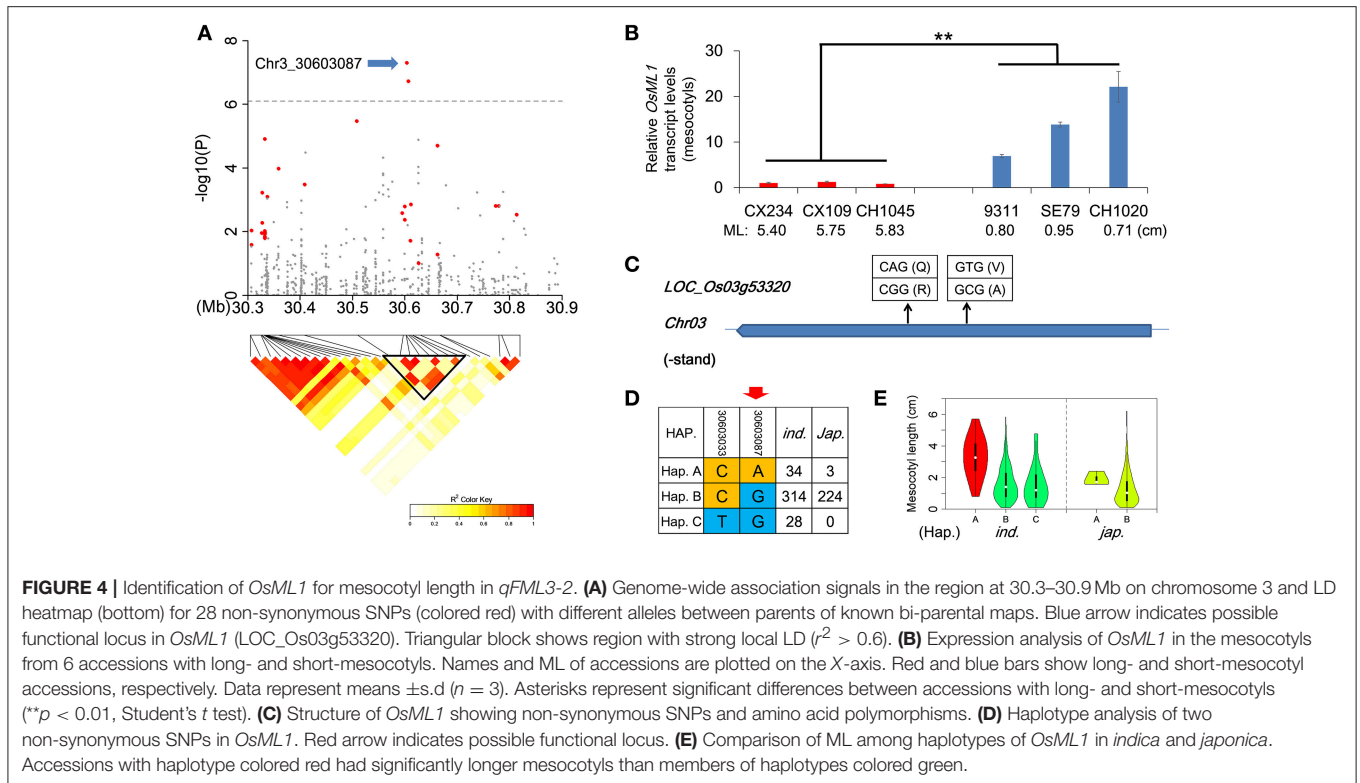 A
8
6
4
2
0
-log10(P)
Chr3_30603087
(Mb)
30.3
30.4
30.5
30.6
30.7
30.8
30.9
R² Color Key
0
0.2
0.4
0.6
0.8
1
B
**
Relative OsML1
transcript levels
(mesocotyls)
30
20
10
0
CX234
CX109
CH1045
9311
SE79
CH1020
ML: 5.40 5.75 5.83 0.80 0.95 0.71 (cm)
C
LOC_Os03g53320
CAG (Q)
CGG (R)
GTG (V)
GCG (A)
Chr03
(-stand)
D
HAP. 30603033 30603087 ind. Jap.
Hap. A C A 34 3
Hap. B C G 314 224
Hap. C T G 28 0
E
Mesocotyl length (cm)
6
4
2
0
A
B
C
A
B
(Hap.) ind. jap.
FIGURE 4 | Identification of OsML1 for mesocotyl length in qFML3-2. (A) Genome-wide association signals in the region at 30.3–30.9 Mb on chromosome 3 and LD
heatmap (bottom) for 28 non-synonymous SNPs (colored red) with different alleles between parents of known bi-parental maps. Blue arrow indicates possible
functional locus in OsML1 (LOC_Os03g53320). Triangular block shows region with strong local LD (r² > 0.6). (B) Expression analysis of OsML1 in the mesocotyls
from 6 accessions with long- and short-mesocotyls. Names and ML of accessions are plotted on the X-axis. Red and blue bars show long- and short-mesocotyl
accessions, respectively. Data represent means ±s.d (n = 3). Asterisks represent significant differences between accessions with long- and short-mesocotyls
(**p < 0.01, Student's t test). (C) Structure of OsML1 showing non-synonymous SNPs and amino acid polymorphisms. (D) Haplotype analysis of two
non-synonymous SNPs in OsML1. Red arrow indicates possible functional locus. (E) Comparison of ML among haplotypes of OsML1 in indica and japonica.
Accessions with haplotype colored red had significantly longer mesocotyls than members of haplotypes colored green.